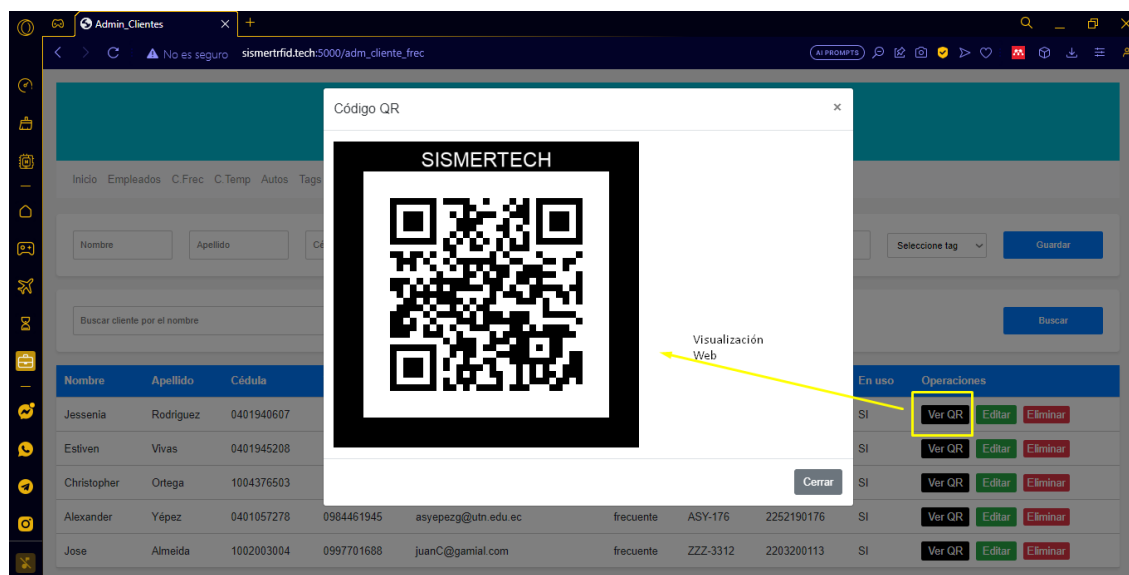 Admin_Clientes
No es seguro sismertrfid.tech:5000/adm_cliente_frec
AI PROMPTS
Código QR ×
SISMERTECH
Inicio Empleados C.Frec C.Temp Autos Tags
Nombre Apellido Seleccione tag Guardar
Buscar cliente por el nombre Buscar
Visualización
Web
Nombre Apellido Cédula En uso Operaciones
Jessenia Rodriguez 0401940607 SI Ver QR Editar Eliminar
Estiven Vivas 0401945208 SI Ver QR Editar Eliminar
Christopher Ortega 1004376503 SI Ver QR Editar Eliminar
Cerrar
Alexander Yépez 0401057278 0984461945 asyepezg@utn.edu.ec frecuente ASY-176 2252190176 SI Ver QR Editar Eliminar
Jose Almeida 1002003004 0997701688 juanC@gamial.com frecuente ZZZ-3312 2203200113 SI Ver QR Editar Eliminar